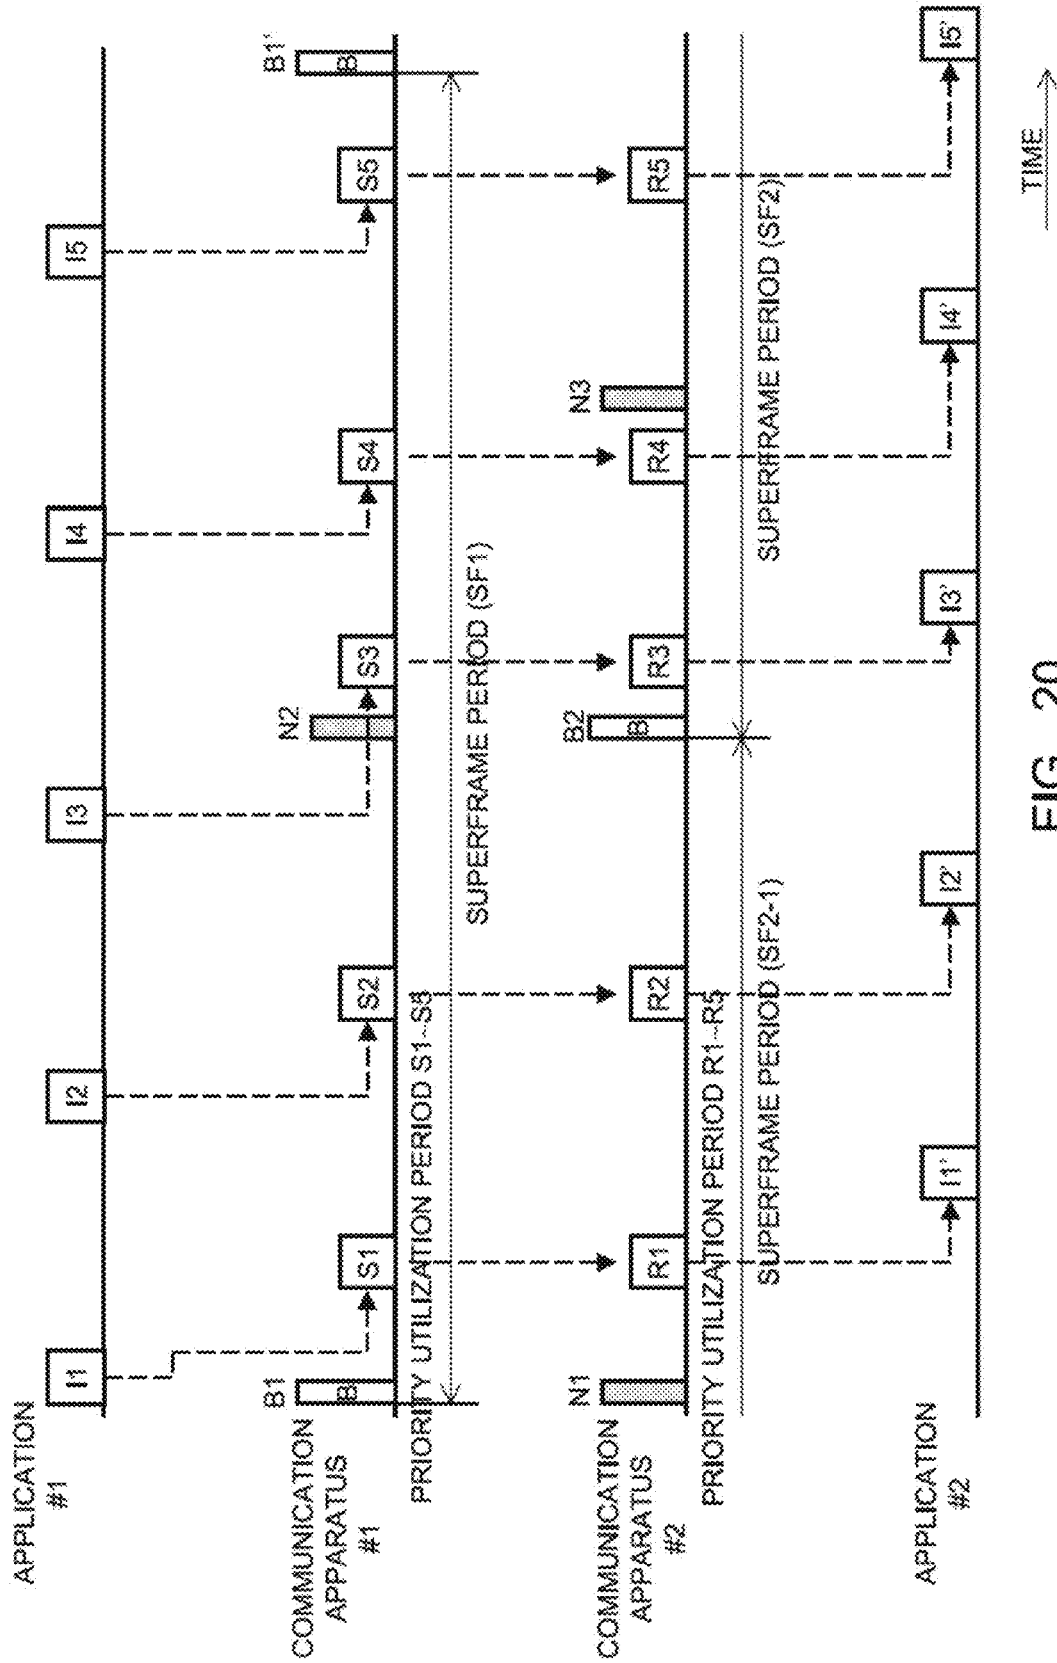 APPLICATION
#1
I1
I2
I3
I4
I5
COMMUNICATION
APPARATUS
#1
B1
B
S1
S2
N2
S3
S4
S5
B1'
B
PRIORITY UTILIZATION PERIOD S1~S5
SUPERFRAME PERIOD (SF1)
COMMUNICATION
APPARATUS
#2
N1
R1
R2
B2
B
R3
R4
N3
R5
PRIORITY UTILIZATION PERIOD R1~R5
SUPERFRAME PERIOD (SF2-1)
SUPERFRAME PERIOD (SF2)
APPLICATION
#2
I1'
I2'
I3'
I4'
I5'
TIME
FIG. 20